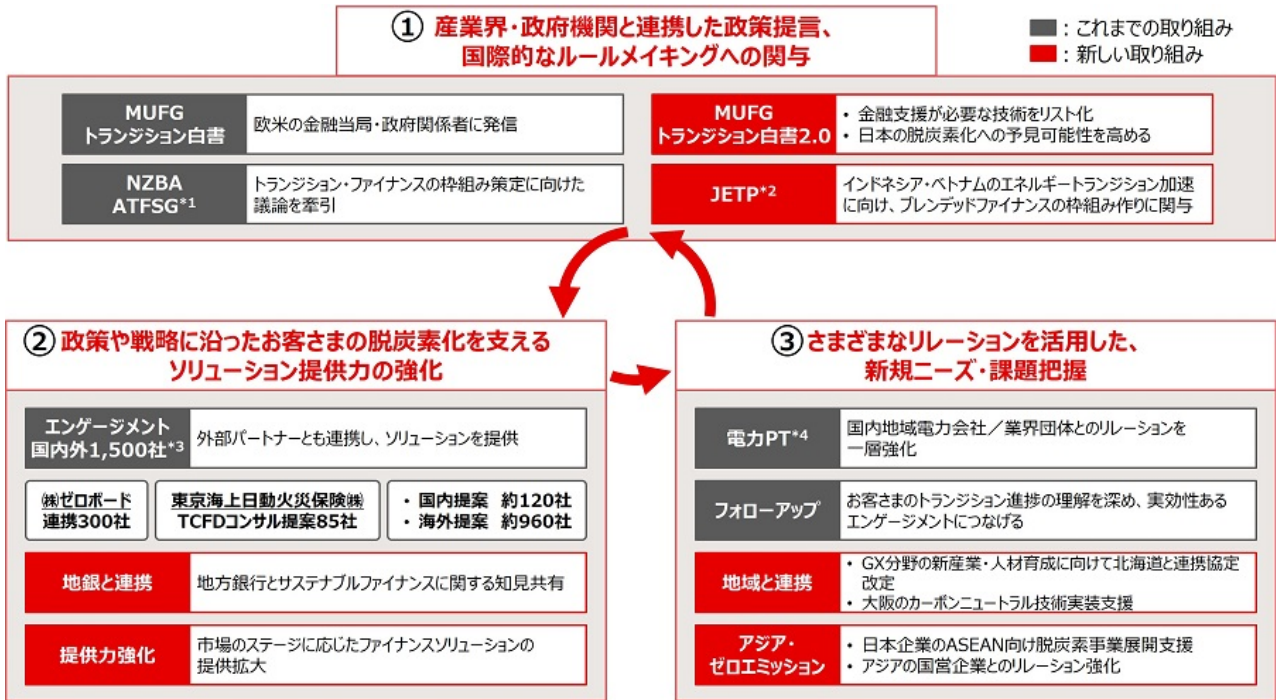 ① 産業界・政府機関と連携した政策提言、
国際的なルールメイキングへの関与
：これまでの取り組み
：新しい取り組み
MUFG
トランジション白書
欧米の金融当局・政府関係者に発信
MUFG
トランジション白書2.0
• 金融支援が必要な技術をリスト化
• 日本の脱炭素化への予見可能性を高める
NZBA
ATFSG*1
トランジション・ファイナンスの枠組み策定に向けた
議論を牽引
JETP*2
インドネシア・ベトナムのエネルギートランジション加速
に向け、ブレンデッドファイナンスの枠組み作りに関与
② 政策や戦略に沿ったお客さまの脱炭素化を支える
ソリューション提供力の強化
エンゲージメント
国内外1,500社*3
外部パートナーとも連携し、ソリューションを提供
㈱ゼロボード
連携300社
東京海上日動火災保険㈱
TCFDコンサル提案85社
• 国内提案 約120社
• 海外提案 約960社
地銀と連携
地方銀行とサステナブルファイナンスに関する知見共有
提供力強化
市場のステージに応じたファイナンスソリューションの
提供拡大
③ さまざまなリレーションを活用した、
新規ニーズ・課題把握
電力PT*4
国内地域電力会社／業界団体とのリレーションを
一層強化
フォローアップ
お客さまのトランジション進捗の理解を深め、実効性ある
エンゲージメントにつなげる
地域と連携
• GX分野の新産業・人材育成に向けて北海道と連携協定
改定
• 大阪のカーボンニュートラル技術実装支援
アジア・
ゼロエミッション
• 日本企業のASEAN向け脱炭素事業展開支援
• アジアの国営企業とのリレーション強化